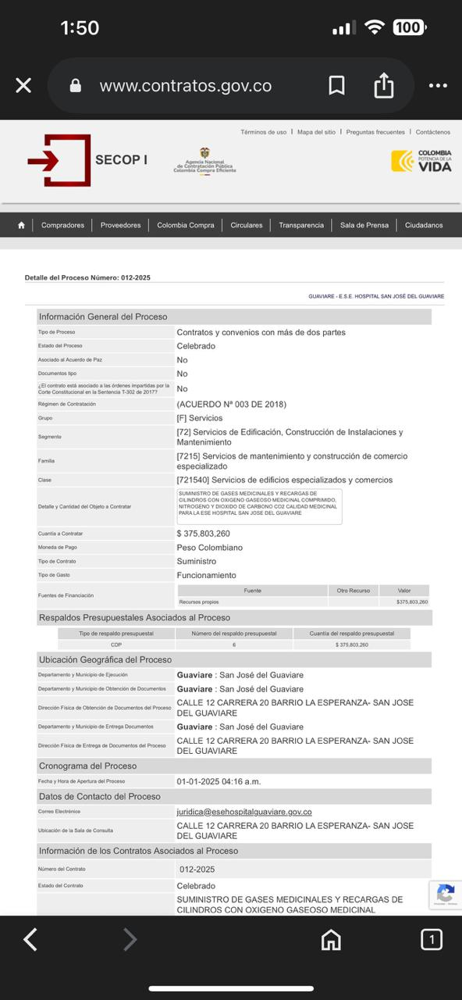 1:50
100
www.contratos.gov.co
Términos de uso | Mapa del sitio | Preguntas frecuentes | Contáctenos
SECOP I
Agencia Nacional
de Contratación Pública
Colombia Compra Eficiente
COLOMBIA
POTENCIA DE LA
VIDA
Compradores | Proveedores | Colombia Compra | Circulares | Transparencia | Sala de Prensa | Ciudadanos
Detalle del Proceso Número: 012-2025
GUAVIARE - E.S.E. HOSPITAL SAN JOSÉ DEL GUAVIARE
Información General del Proceso
Tipo de Proceso Contratos y convenios con más de dos partes
Estado del Proceso Celebrado
Asociado al Acuerdo de Paz No
Documentos tipo No
¿El contrato está asociado a las órdenes impartidas por la
Corte Constitucional en la Sentencia T-302 de 2017? No
Régimen de Contratación (ACUERDO Nª 003 DE 2018)
Grupo [F] Servicios
Segmento [72] Servicios de Edificación, Construcción de Instalaciones y
Mantenimiento
Familia [7215] Servicios de mantenimiento y construcción de comercio
especializado
Clase [721540] Servicios de edificios especializados y comercios
Detalle y Cantidad del Objeto a Contratar
SUMINISTRO DE GASES MEDICINALES Y RECARGAS DE
CILINDROS CON OXIGENO GASEOSO MEDICINAL COMPRIMIDO,
NITROGENO Y DIOXIDO DE CARBONO CO2 CALIDAD MEDICINAL
PARA LA ESE HOSPITAL SAN JOSE DEL GUAVIARE
Cuantía a Contratar $ 375,803,260
Moneda de Pago Peso Colombiano
Tipo de Contrato Suministro
Tipo de Gasto Funcionamiento
Fuentes de Financiación
Fuente Otro Recurso Valor
Recursos propios $375,803,260
Respaldos Presupuestales Asociados al Proceso
Tipo de respaldo presupuestal Número del respaldo presupuestal Cuantía del respaldo presupuestal
CDP 6 $ 375,803,260
Ubicación Geográfica del Proceso
Departamento y Municipio de Ejecución Guaviare : San José del Guaviare
Departamento y Municipio de Obtención de Documentos Guaviare : San José del Guaviare
Dirección Física de Obtención de Documentos del Proceso CALLE 12 CARRERA 20 BARRIO LA ESPERANZA- SAN JOSE
DEL GUAVIARE
Departamento y Municipio de Entrega Documentos Guaviare : San José del Guaviare
Dirección Física de Entrega de Documentos del Proceso CALLE 12 CARRERA 20 BARRIO LA ESPERANZA- SAN JOSE
DEL GUAVIARE
Cronograma del Proceso
Fecha y Hora de Apertura del Proceso 01-01-2025 04:16 a.m.
Datos de Contacto del Proceso
Correo Electrónico juridica@esehospitalguaviare.gov.co
Ubicación de la Sala de Consulta CALLE 12 CARRERA 20 BARRIO LA ESPERANZA- SAN JOSE
DEL GUAVIARE
Información de los Contratos Asociados al Proceso
Número del Contrato 012-2025
Estado del Contrato Celebrado
SUMINISTRO DE GASES MEDICINALES Y RECARGAS DE
CILINDROS CON OXIGENO GASEOSO MEDICINAL
1